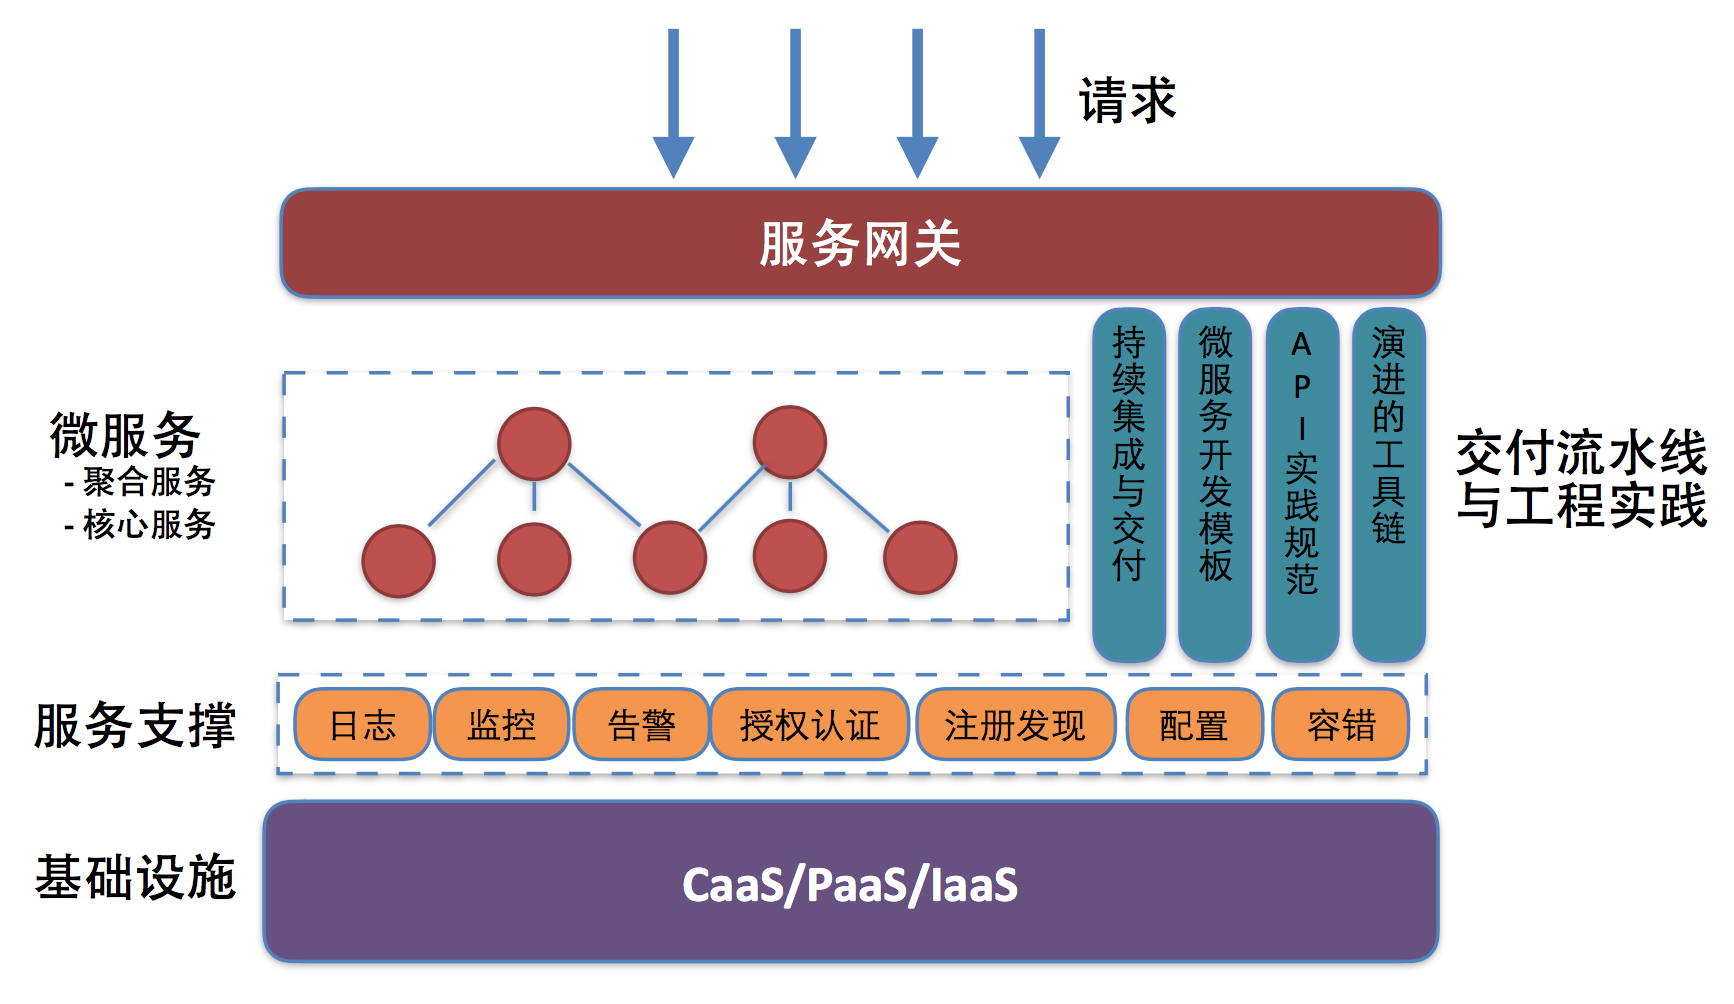 请求
服务网关
持续集成与交付
微服务开发模板
API实践规范
演进的工具链
微服务
- 聚合服务
- 核心服务
交付流水线
与工程实践
服务支撑
日志
监控
告警
授权认证
注册发现
配置
容错
基础设施
CaaS/PaaS/IaaS